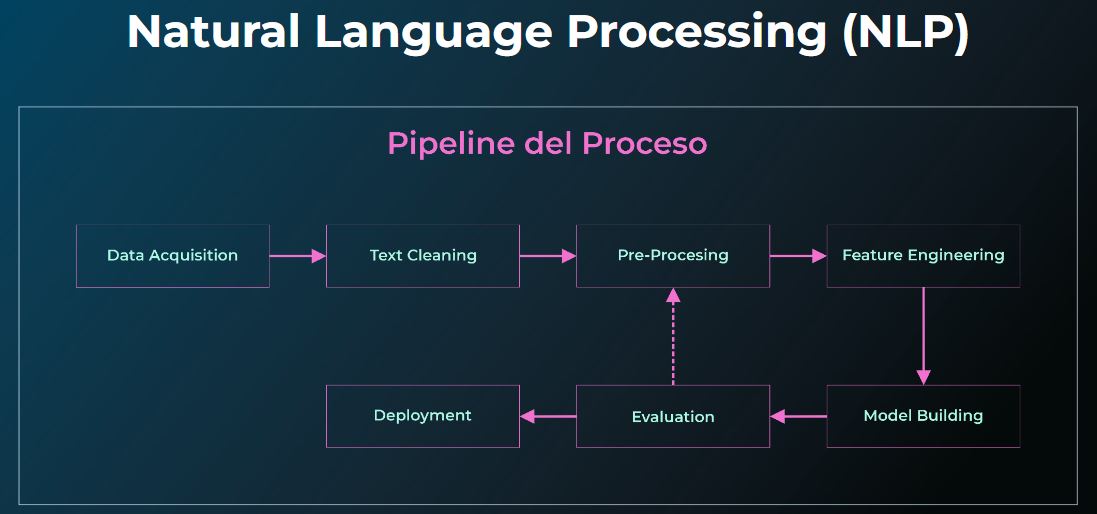 Natural Language Processing (NLP)
Pipeline del Proceso
Data Acquisition
Text Cleaning
Pre-Procesing
Feature Engineering
Deployment
Evaluation
Model Building